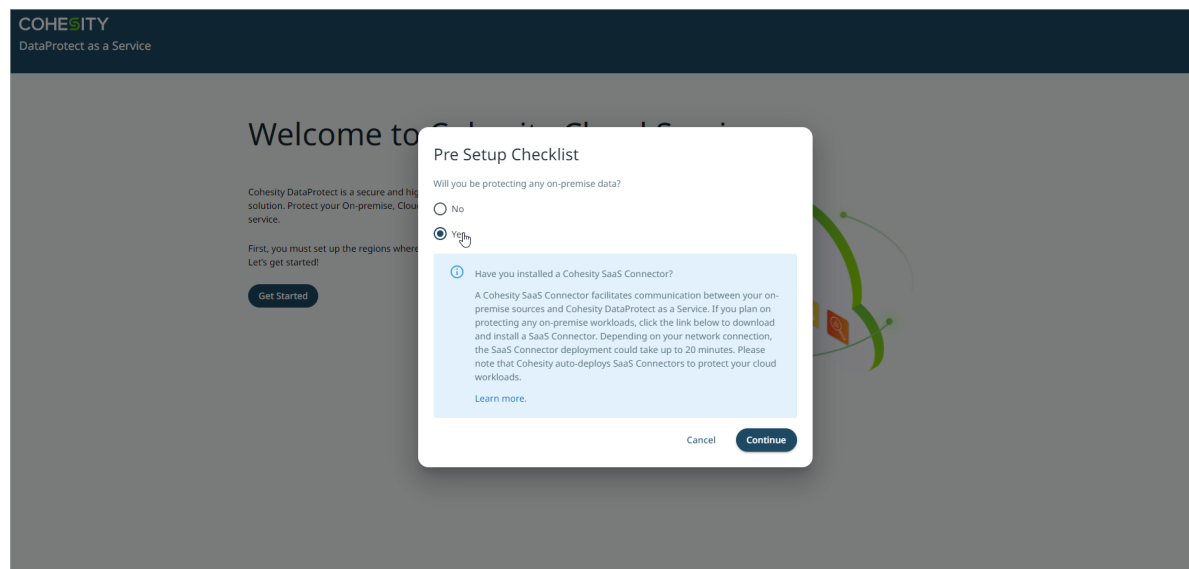 COHESITY
DataProtect as a Service
Welcome to
Cohesity DataProtect is a secure and
solution. Protect your On-premise,
service.
First, you must set up the regions where
Let's get started!
Get Started
Pre Setup Checklist
Will you be protecting any on-premise data?
No
Yes
Have you installed a Cohesity SaaS Connector?
A Cohesity SaaS Connector facilitates communication between your on-
premise sources and Cohesity DataProtect as a Service. If you plan on
protecting any on-premise workloads, click the link below to download
and install a SaaS Connector. Depending on your network connection,
the SaaS Connector deployment could take up to 20 minutes. Please
note that Cohesity auto-deploys SaaS Connectors to protect your cloud
workloads.
Learn more.
Cancel
Continue